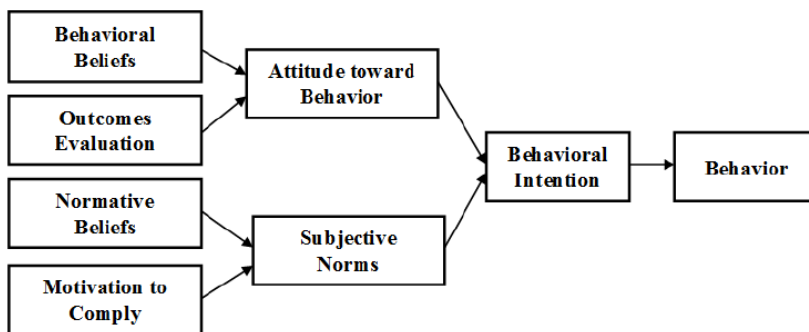 Behavioral
Beliefs
Outcomes
Evaluation
Normative
Beliefs
Motivation to
Comply
Attitude toward
Behavior
Subjective
Norms
Behavioral
Intention
Behavior